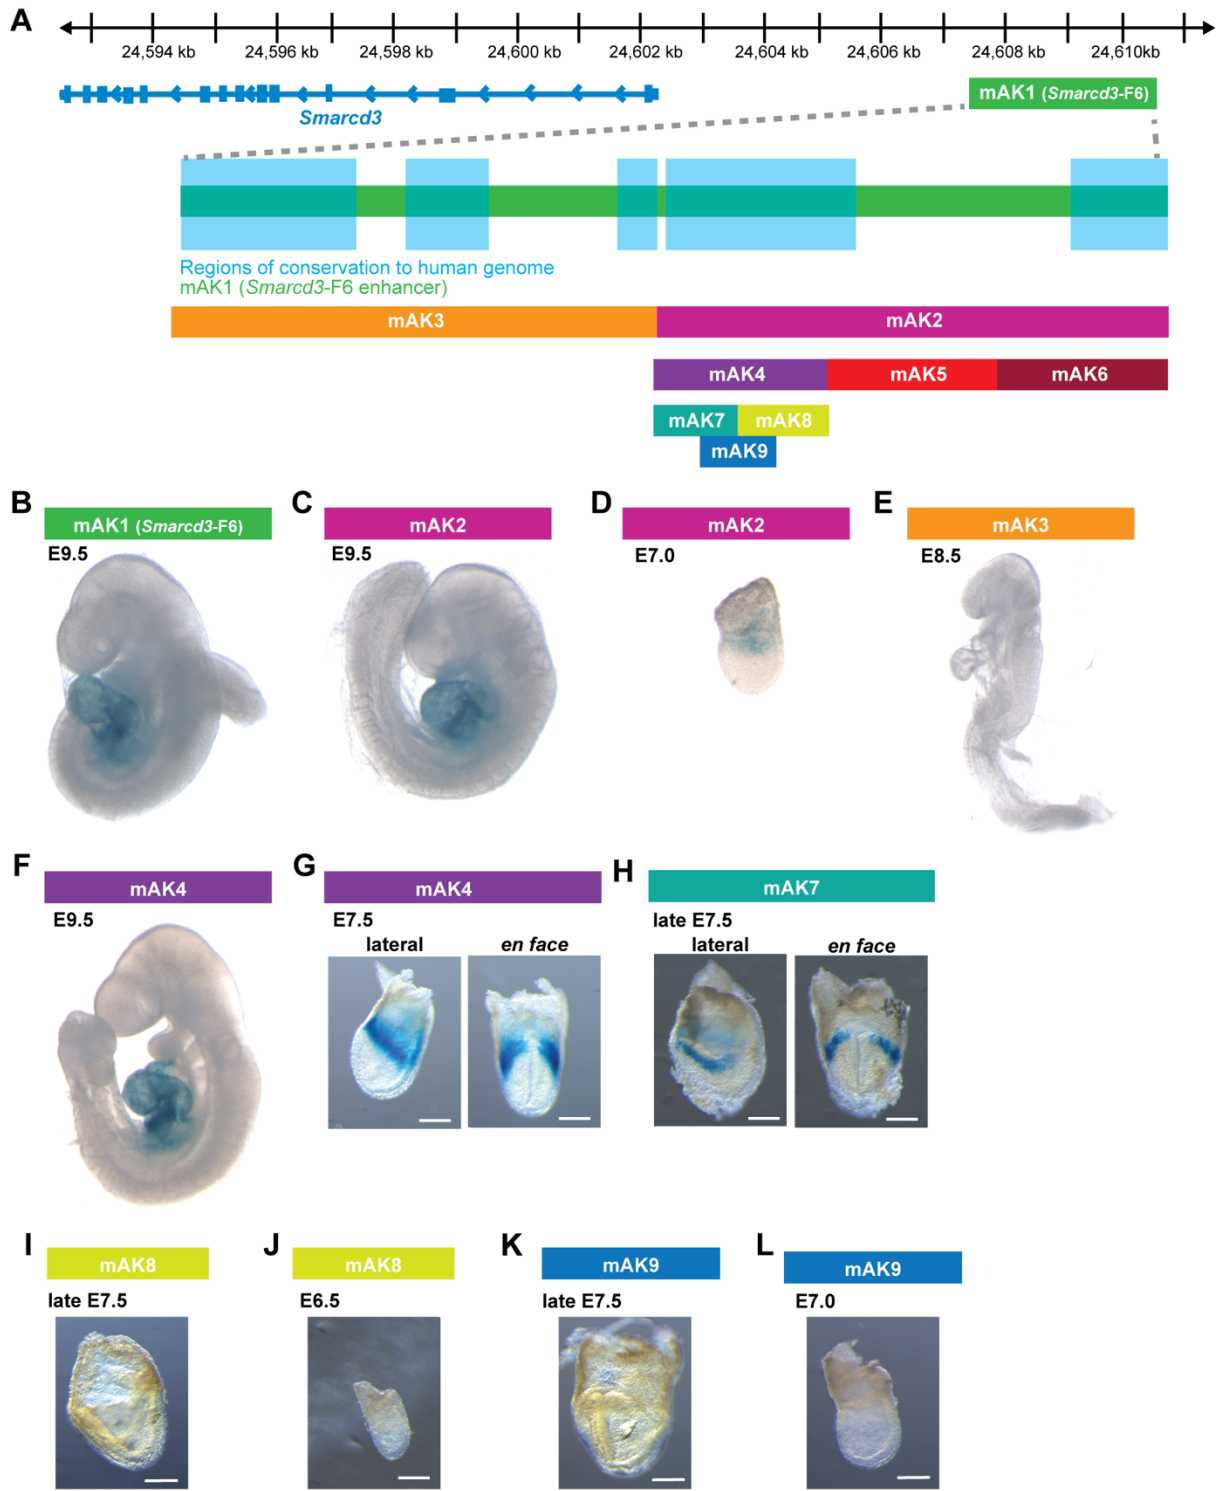 A
24,594 kb 24,596 kb 24,598 kb 24,600 kb 24,602 kb 24,604 kb 24,606 kb 24,608 kb 24,610kb
mAK1 (Smarcd3-F6)
Smarcd3
Regions of conservation to human genome
mAK1 (Smarcd3-F6 enhancer)
mAK3 mAK2
mAK4 mAK5 mAK6
mAK7 mAK8
mAK9
B
mAK1 (Smarcd3-F6)
E9.5
C
mAK2
E9.5
D
mAK2
E7.0
E
mAK3
E8.5
F
mAK4
E9.5
G
mAK4
E7.5
lateral en face
H
mAK7
late E7.5
lateral en face
I
mAK8
late E7.5
J
mAK8
E6.5
K
mAK9
late E7.5
L
mAK9
E7.0